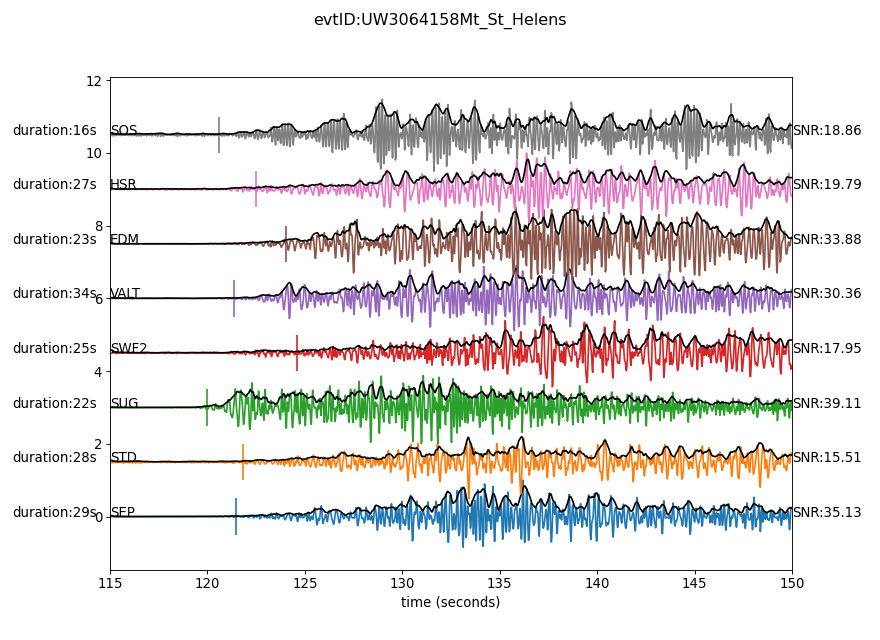 evtID:UW3064158Mt_St_Helens
12
duration:16s SOS SNR:18.86
10
duration:27s HSR SNR:19.79
8
duration:23s EDM SNR:33.88
duration:34s VALT SNR:30.36
6
duration:25s SWF2 SNR:17.95
4
duration:22s SUG SNR:39.11
2
duration:28s STD SNR:15.51
duration:29s SEP SNR:35.13
0
115 120 125 130 135 140 145 150
time (seconds)